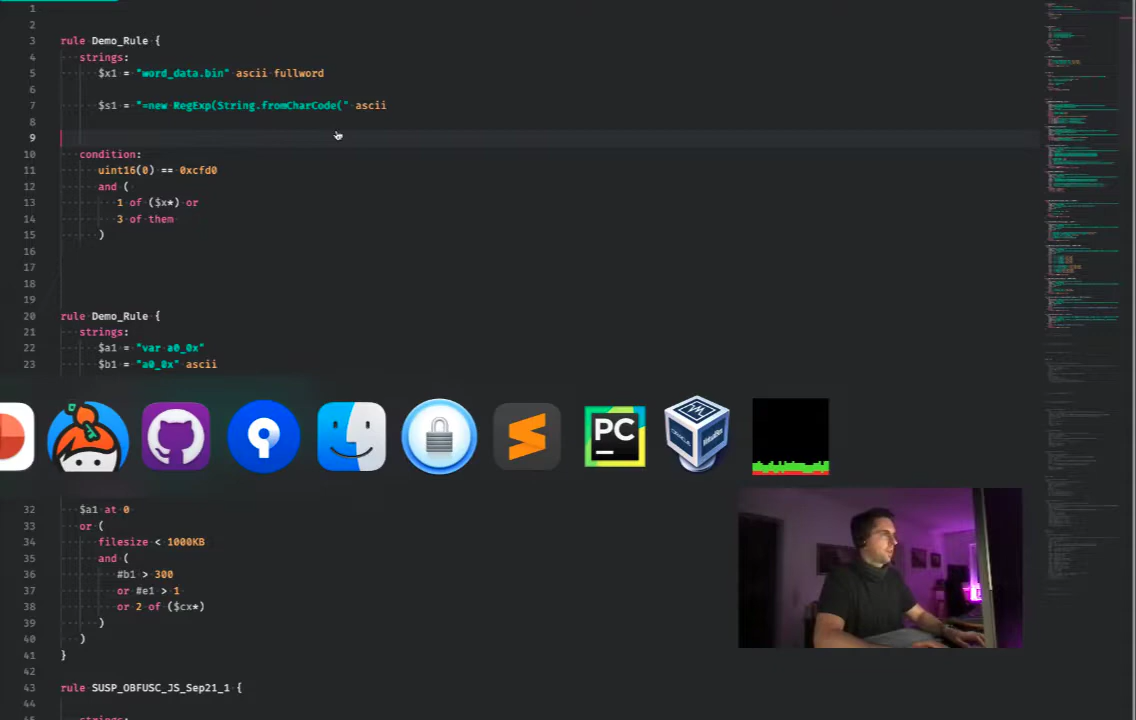 1
2
3 rule Demo_Rule {
4 strings:
5 $x1 = "word_data.bin" ascii fullword
6
7 $s1 = "=new RegExp(String.fromCharCode(" ascii
8
9
10 condition:
11 uint16(0) == 0xcfd0
12 and (
13 1 of ($x*) or
14 3 of them
15 )
16
17
18
19
20 rule Demo_Rule {
21 strings:
22 $a1 = "var a0_0x"
23 $b1 = "a0_0x" ascii
PC
32 $a1 at 0
33 or (
34 filesize < 1000KB
35 and (
36 #b1 > 300
37 or #e1 > 1
38 or 2 of ($cx*)
39 )
40 )
41 }
42
43 rule SUSP_OBFUSC_JS_Sep21_1 {
44
strings: